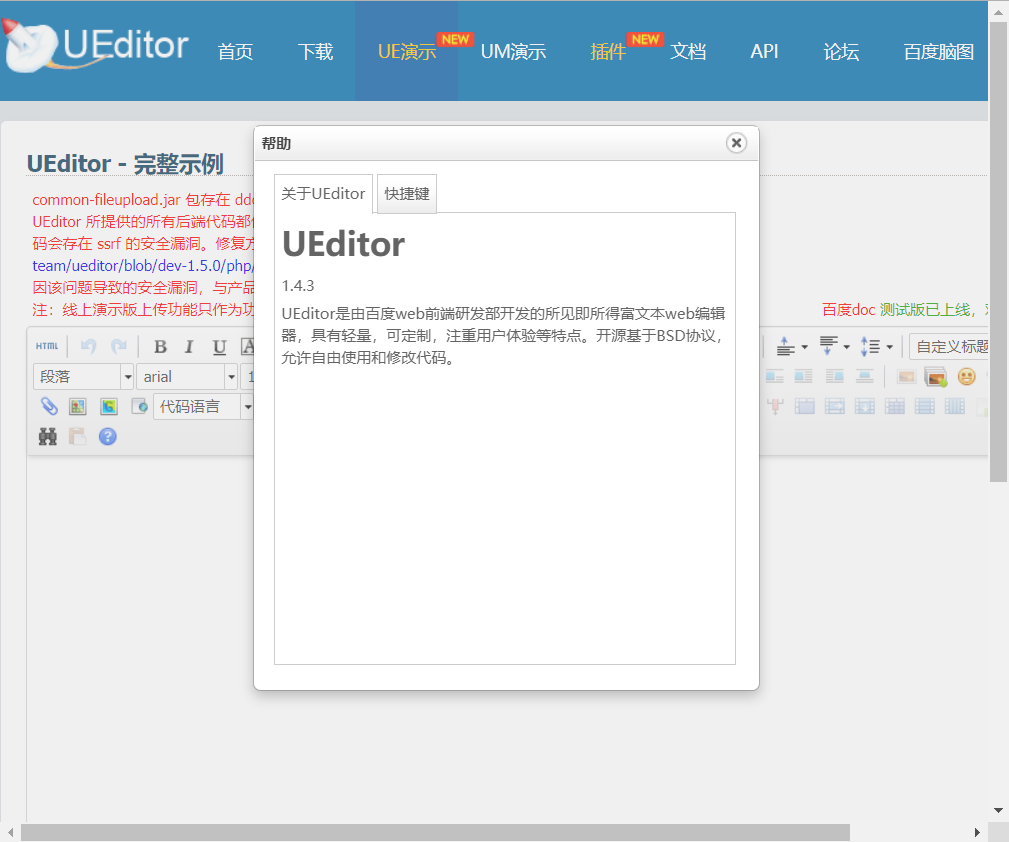 UEditor 首页 下载 UE演示 NEW UM演示 插件 NEW 文档 API 论坛 百度脑图
帮助
UEditor - 完整示例
common-fileupload.jar 包存在
关于UEditor 快捷键
UEditor 所提供的所有后端代码都
码会存在 ssrf 的安全漏洞。修复
team/ueditor/blob/dev-1.5.0/php/
因该问题导致的安全漏洞，与产品
注：线上演示版上传功能只作为功
百度doc 测试版已上线，
UEditor
1.4.3
UEditor是由百度web前端研发部开发的所见即所得富文本web编辑
器，具有轻量，可定制，注重用户体验等特点。开源基于BSD协议，
允许自由使用和修改代码。
HTML B I U A 自定义标题
段落 arial 1
代码语言